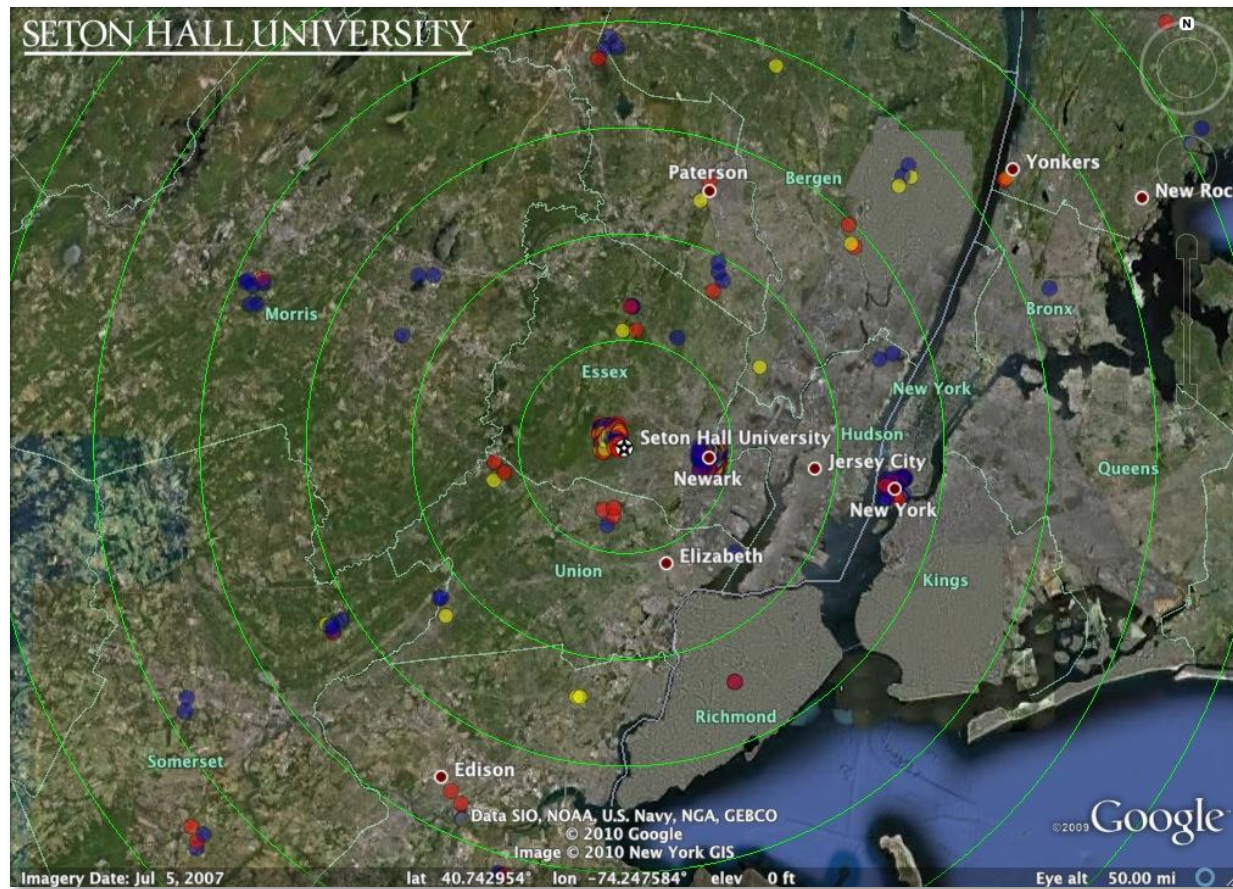 SETON HALL UNIVERSITY
N
Paterson
Bergen
Yonkers
New Roc
Morris
Bronx
Essex
New York
Seton Hall University
Hudson
Newark
Jersey City
Queens
New York
Elizabeth
Union
Kings
Richmond
Somerset
Edison
Data SIO, NOAA, U.S. Navy, NGA, GEBCO
© 2010 Google
Image © 2010 New York GIS
©2009 Google
Imagery Date: Jul 5, 2007 lat 40.742954° lon -74.247584° elev 0 ft Eye alt 50.00 mi